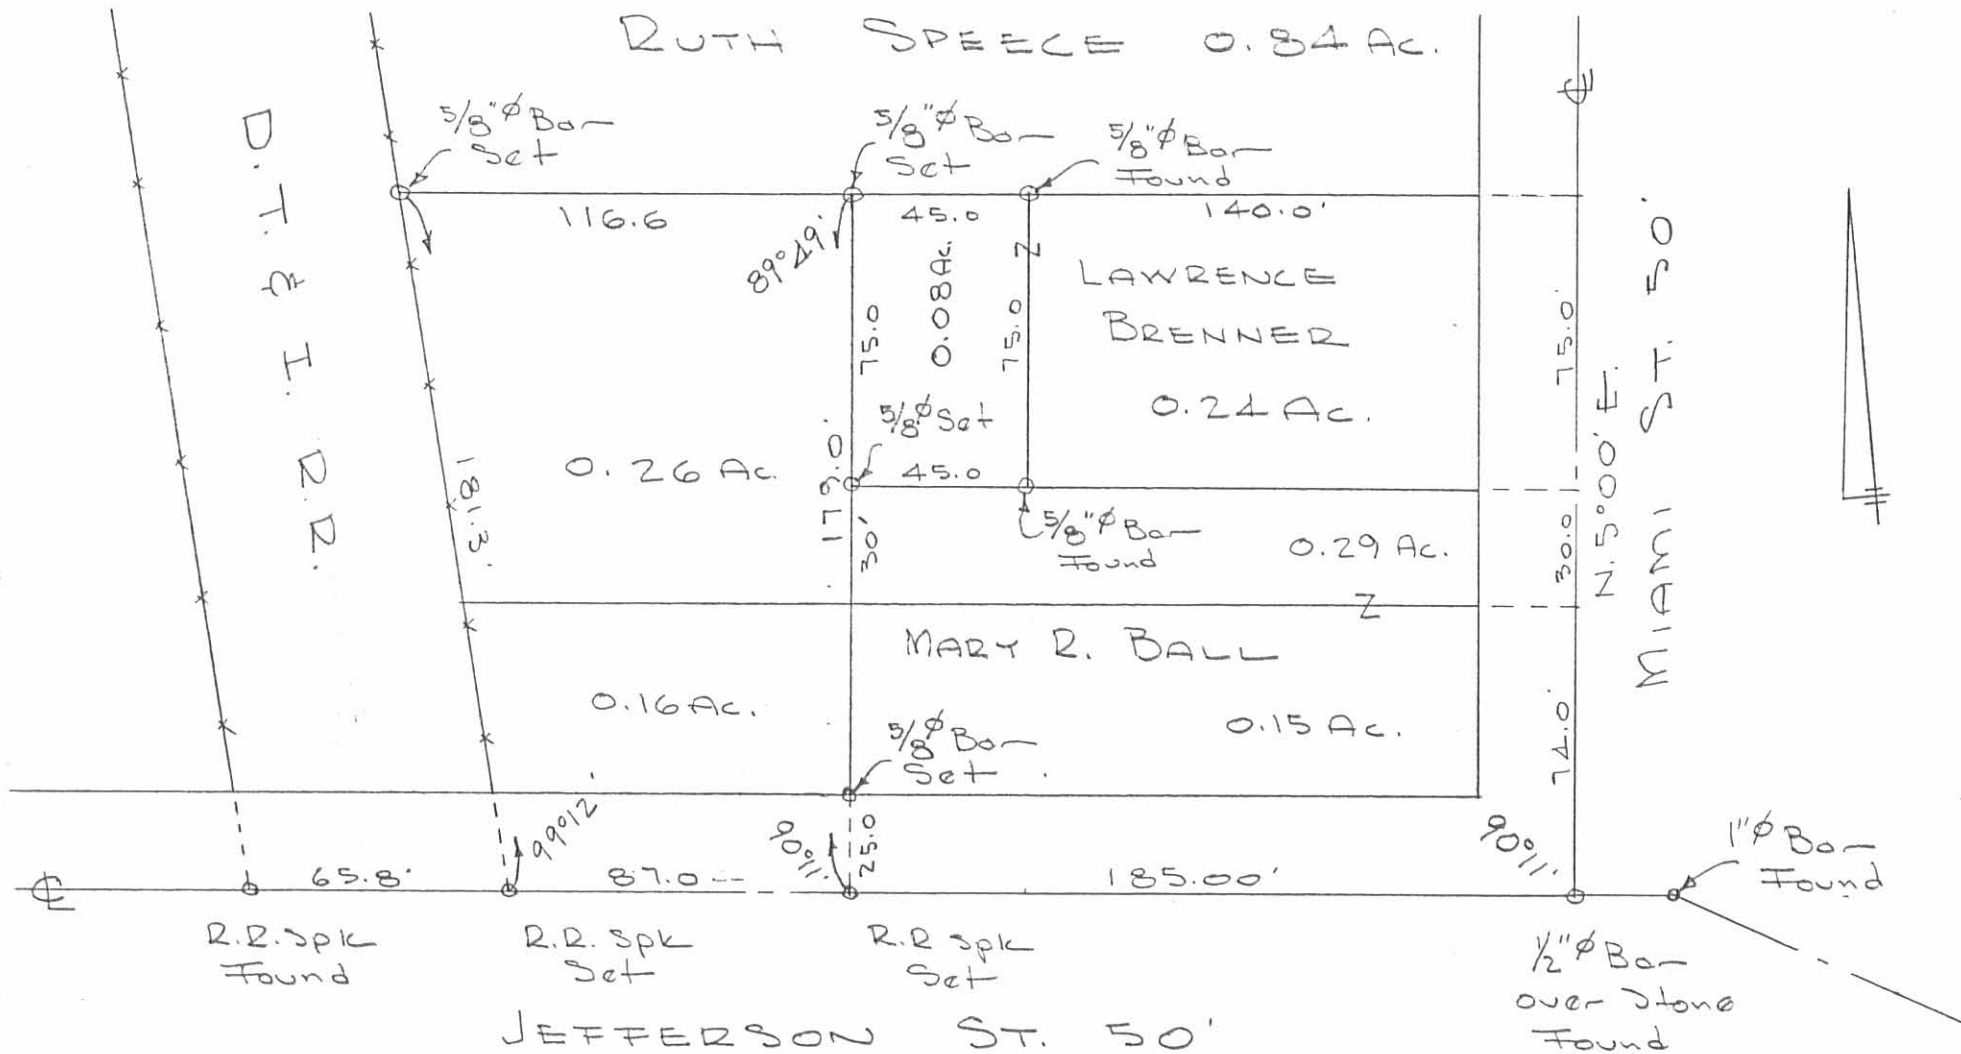 RUTH SPEECE 0.84 Ac.
5/8"ø Bar
Set
5/8"ø Bar
Set
5/8"ø Bar
Found
℄
D.T. & I. R.R.
116.6
45.0
140.0'
89°49'
0.08 Ac.
75.0
75.0
LAWRENCE
BRENNER
0.24 Ac.
75.0'
MIAMI ST. 50'
N.5°00' E.
5/8ø Set
45.0
0.26 Ac.
179.0'
181.3'
30'
5/8"ø Bar
Found
0.29 Ac.
30.0
Z
Z
MARY R. BALL
0.16 Ac.
0.15 Ac.
5/8ø Bar
Set
74.0'
99°12'
90°11'
25.0
90°11'
1"ø Bar
Found
℄
65.8'
87.0
185.00'
R.R. Spk
Found
R.R. Spk
Set
R.R Spk
Set
1/2"ø Bar
over Stone
Found
JEFFERSON ST. 50'